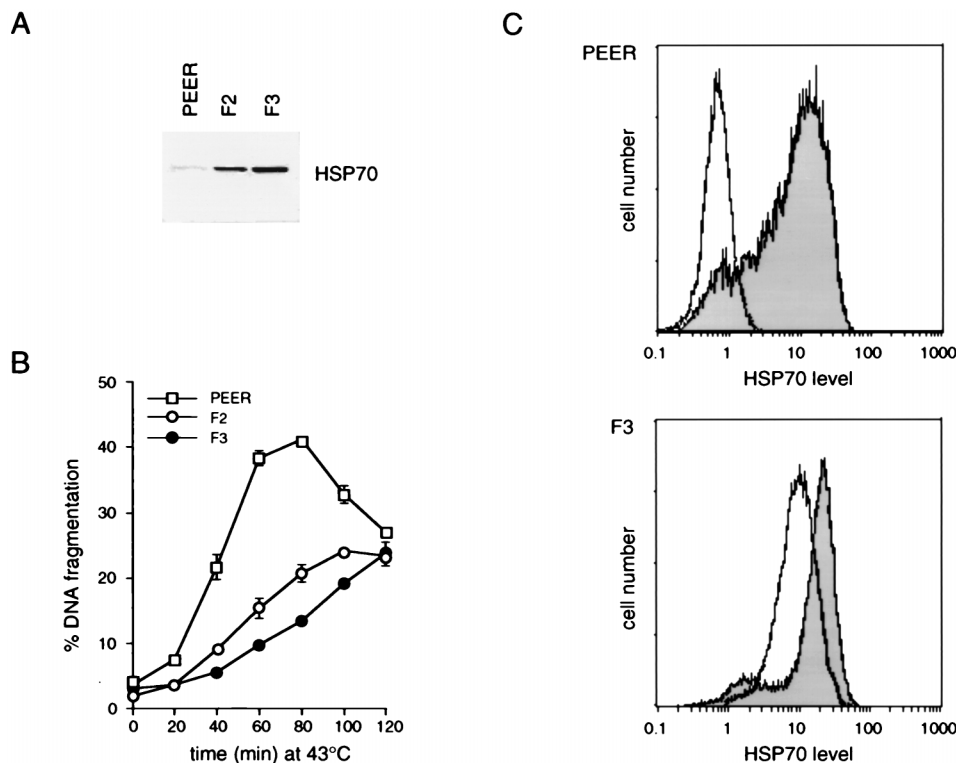 A
PEER
F2
F3
HSP70
B
50
40
30
20
10
0
% DNA fragmentation
PEER
F2
F3
0 20 40 60 80 100 120
time (min) at 43°C
C
PEER
cell number
0.1 1 10 100 1000
HSP70 level
F3
cell number
0.1 1 10 100 1000
HSP70 level